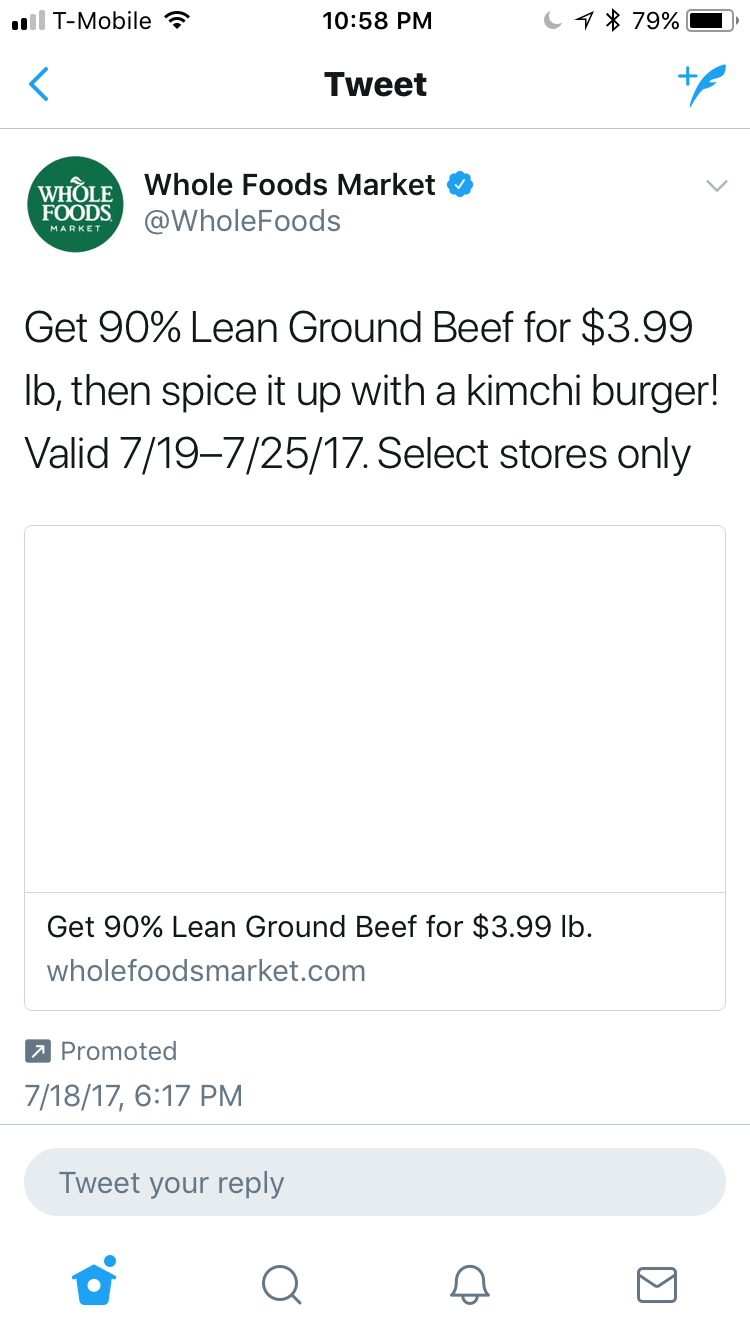 T-Mobile 10:58 PM 79%
Tweet
WHOLE
FOODS
MARKET
Whole Foods Market
@WholeFoods
Get 90% Lean Ground Beef for $3.99
lb, then spice it up with a kimchi burger!
Valid 7/19–7/25/17. Select stores only
Get 90% Lean Ground Beef for $3.99 lb.
wholefoodsmarket.com
Promoted
7/18/17, 6:17 PM
Tweet your reply